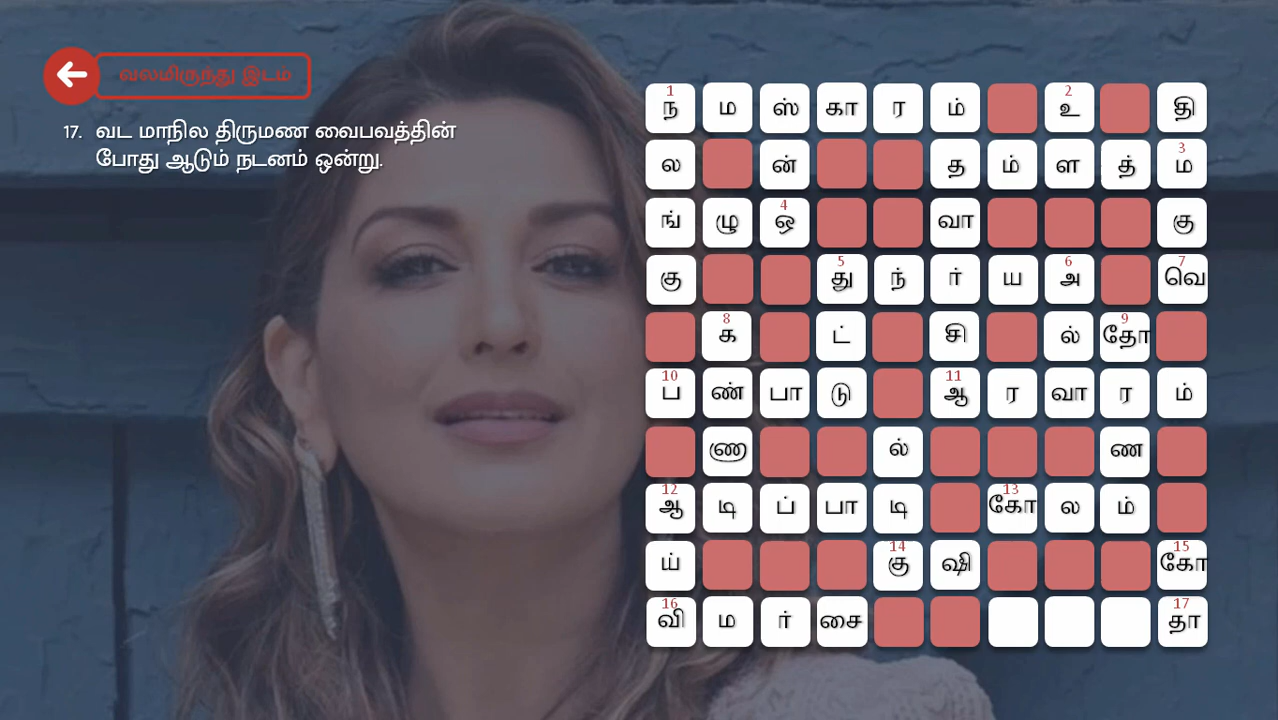 வலமிருந்து இடம்
17. வட மாநில திருமண வைபவத்தின்
போது ஆடும் நடனம் ஒன்று.
1 2
ந ம ஸ் கா ர ம் உ தி
3
ல ன் த ம் ள த் ம
4
ங் ழு ஒ வா கு
5 6 7
கு து ந் ர் ய அ வெ
8 9
க ட் சி ல் தோ
10 11
ப ண் பா டு ஆ ர வா ர ம்
ணு ல் ண
12 13
ஆ டி ப் பா டி கோ ல ம்
14 15
ய் கு ஷி கோ
16 17
வி ம ர் சை தா